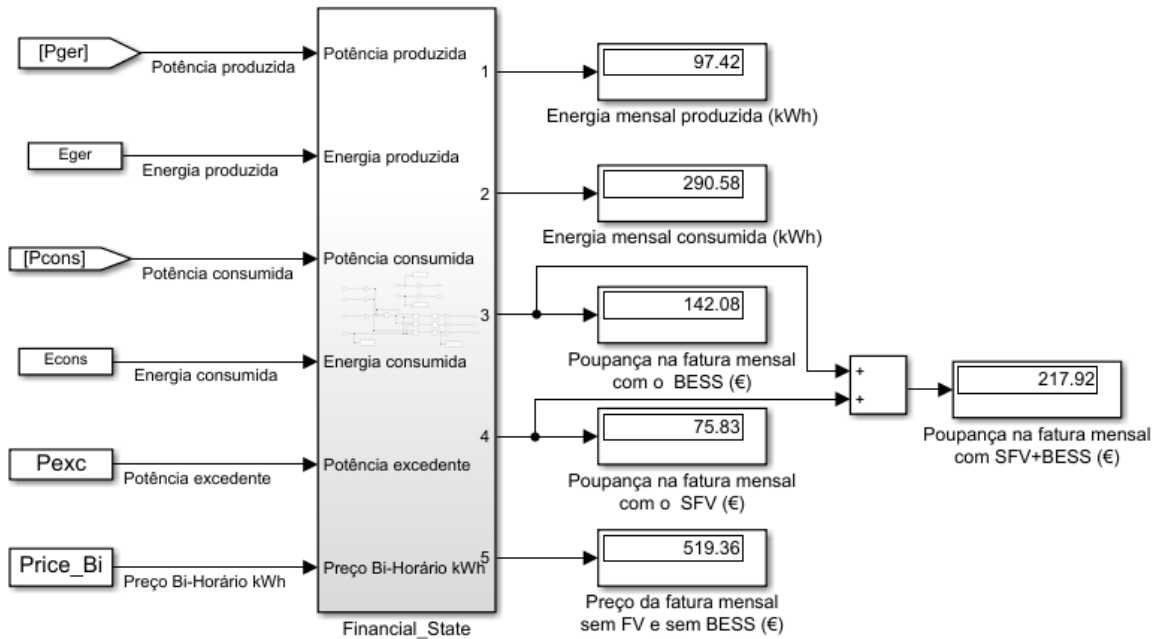 [Pger]
Potência produzida
Eger
Energia produzida
[Pcons]
Potência consumida
Econs
Energia consumida
Pexc
Potência excedente
Price_Bi
Preço Bi-Horário kWh
Potência produzida
Energia produzida
Potência consumida
Energia consumida
Potência excedente
Preço Bi-Horário kWh
1
2
3
4
5
Financial_State
97.42
Energia mensal produzida (kWh)
290.58
Energia mensal consumida (kWh)
142.08
Poupança na fatura mensal
com o BESS (€)
75.83
Poupança na fatura mensal
com o SFV (€)
519.36
Preço da fatura mensal
sem FV e sem BESS (€)
+
+
217.92
Poupança na fatura mensal
com SFV+BESS (€)